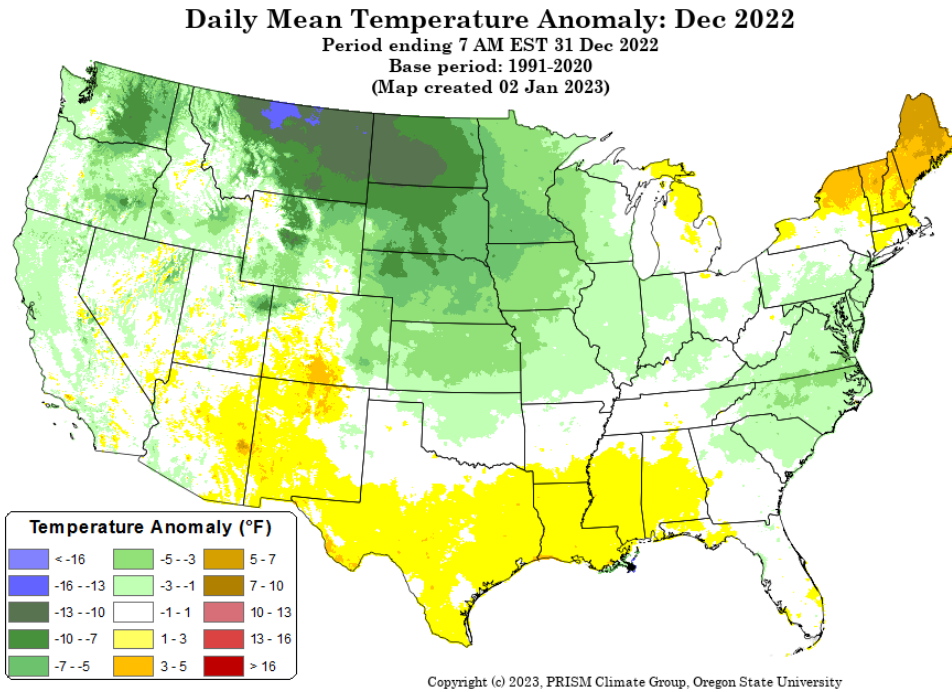 Daily Mean Temperature Anomaly: Dec 2022
Period ending 7 AM EST 31 Dec 2022
Base period: 1991-2020
(Map created 02 Jan 2023)
Temperature Anomaly (°F)
< -16
-16 - -13
-13 - -10
-10 - -7
-7 - -5
-5 - -3
-3 - -1
-1 - 1
1 - 3
3 - 5
5 - 7
7 - 10
10 - 13
13 - 16
> 16
Copyright (c) 2023, PRISM Climate Group, Oregon State University